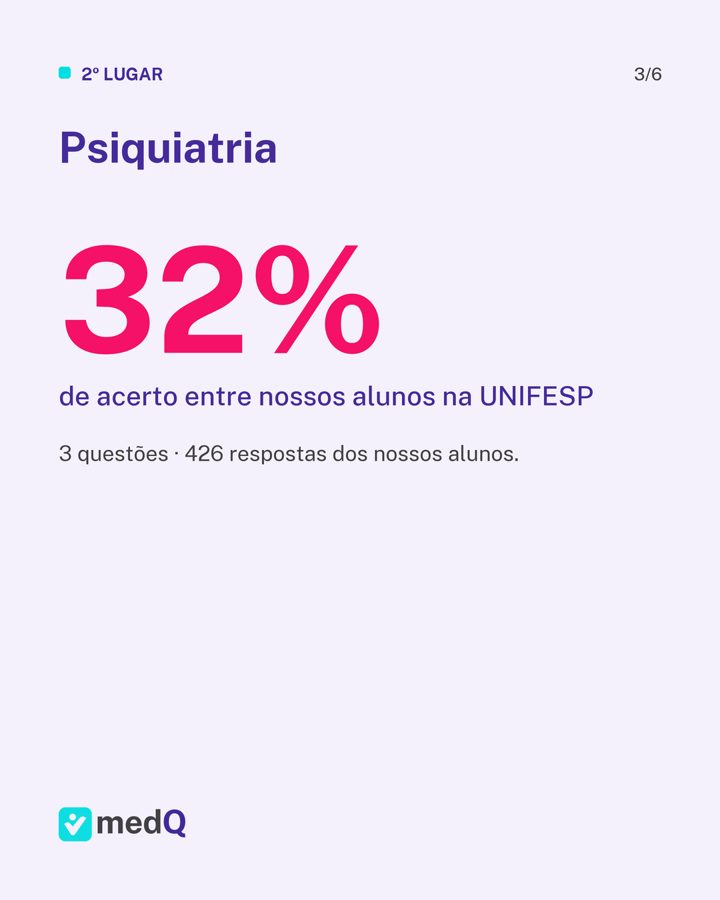 2º LUGAR
3/6
Psiquiatria
32%
de acerto entre nossos alunos na UNIFESP
3 questões · 426 respostas dos nossos alunos.
medQ